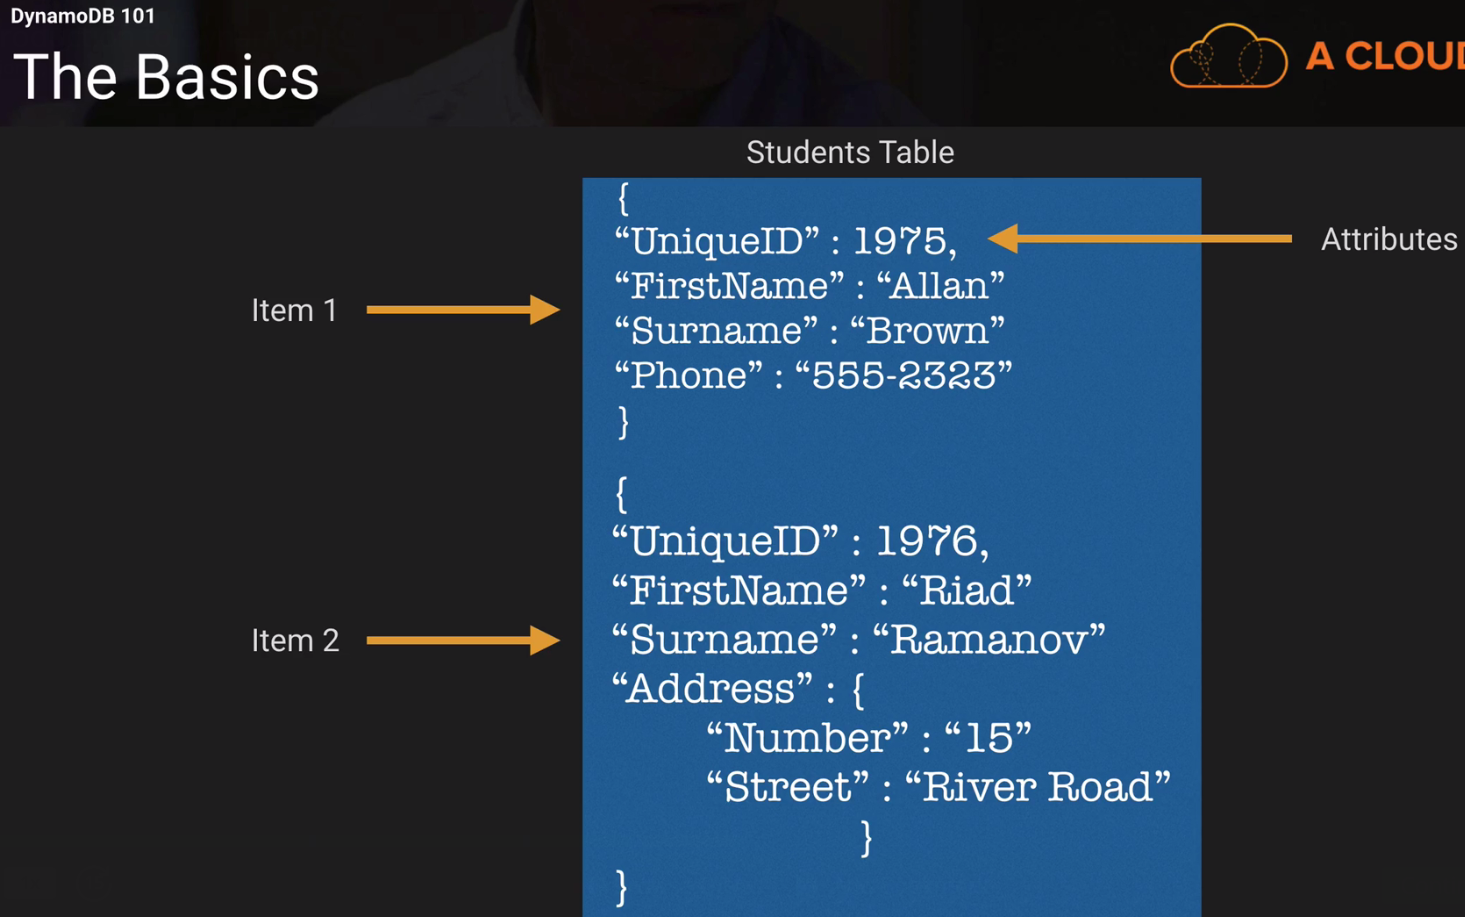 DynamoDB 101
The Basics
A CLOUD
Students Table
{
“UniqueID” : 1975,
Attributes
“FirstName” : “Allan”
Item 1
“Surname” : “Brown”
“Phone” : “555-2323”
}
{
“UniqueID” : 1976,
“FirstName” : “Riad”
Item 2
“Surname” : “Ramanov”
“Address” : {
“Number” : “15”
“Street” : “River Road”
}
}